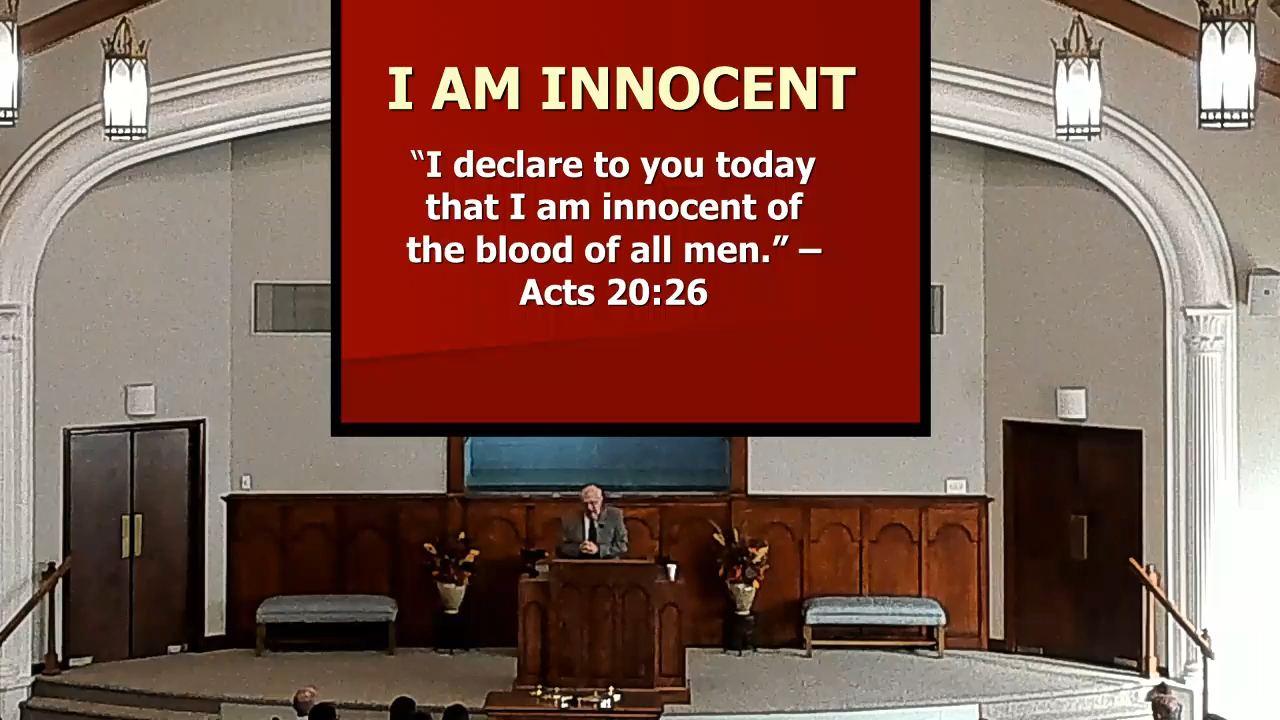 I AM INNOCENT
“I declare to you today
that I am innocent of
the blood of all men.” –
Acts 20:26